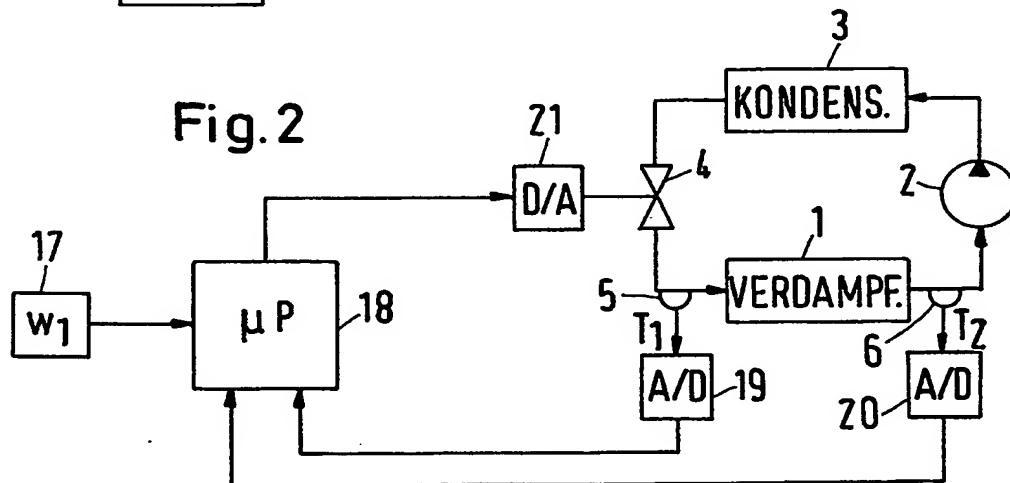 3
KONDENS.
Fig. 2
21
D/A
4
2
17
W1
μP
18
1
VERDAMPF.
5
T1
6
T2
A/D
19
A/D
20